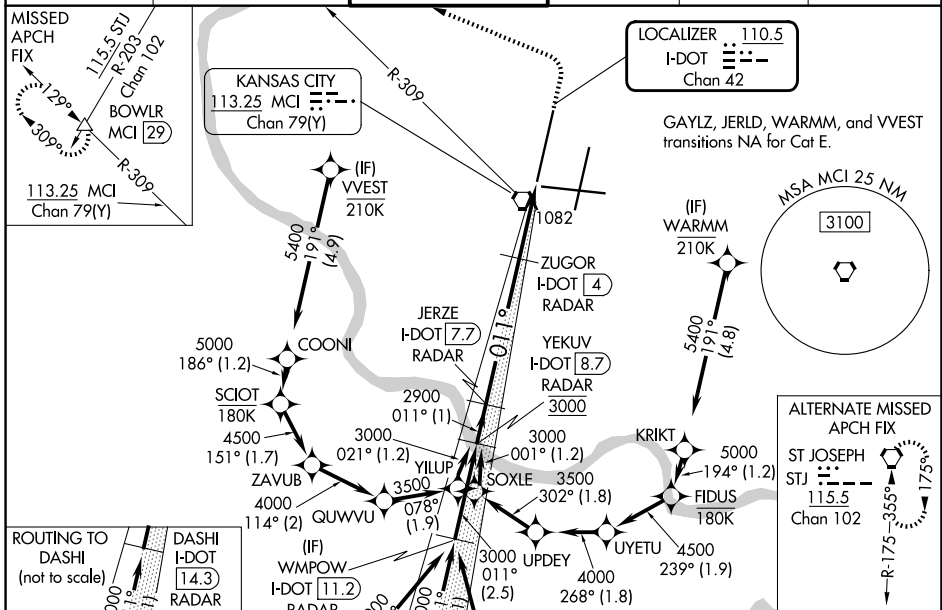 MISSED
APCH
FIX
115.5 STJ
R-203
Chan 102
129°
309°
BOWLR
MCI 29
R-309
113.25 MCI
Chan 79(Y)
KANSAS CITY
113.25 MCI
Chan 79(Y)
R-309
LOCALIZER 110.5
I-DOT
Chan 42
GAYLZ, JERLD, WARMM, and VVEST
transitions NA for Cat E.
MSA MCI 25 NM
3100
(IF)
VVEST
210K
5400
191°
(4.9)
1082
(IF)
WARMM
210K
5400
191°
(4.8)
ZUGOR
I-DOT 4
RADAR
JERZE
I-DOT 7.7
RADAR
011°
YEKUV
I-DOT 8.7
RADAR
3000
COONI
5000
186° (1.2)
SCIOT
180K
4500
151° (1.7)
ZAVUB
4000
114° (2)
QUWVU
2900
011° (1)
3000
021° (1.2)
YILUP
3500
078°
(1.9)
3000
001° (1.2)
SOXLE
3500
302° (1.8)
KRIKT
5000
194° (1.2)
FIDUS
180K
UPDEY
UYETU
4500
239° (1.9)
4000
268° (1.8)
3000
011°
(2.5)
(IF)
WMPOW
I-DOT 11.2
RADAR
ALTERNATE MISSED
APCH FIX
ST JOSEPH
STJ
115.5
Chan 102
175°
R-175
355°
ROUTING TO
DASHI
(not to scale)
DASHI
I-DOT
14.3
RADAR